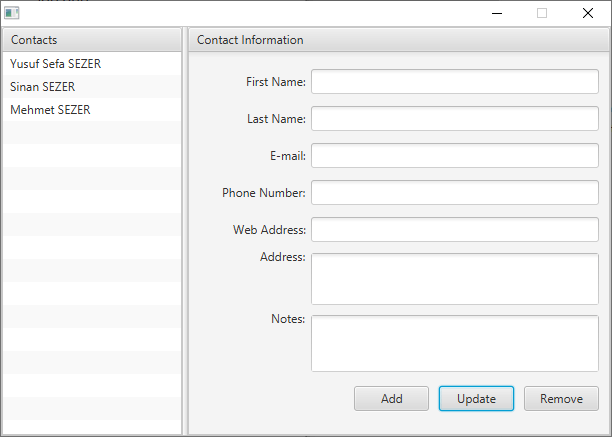 Contacts
Yusuf Sefa SEZER
Sinan SEZER
Mehmet SEZER
Contact Information
First Name:
Last Name:
E-mail:
Phone Number:
Web Address:
Address:
Notes:
Add Update Remove